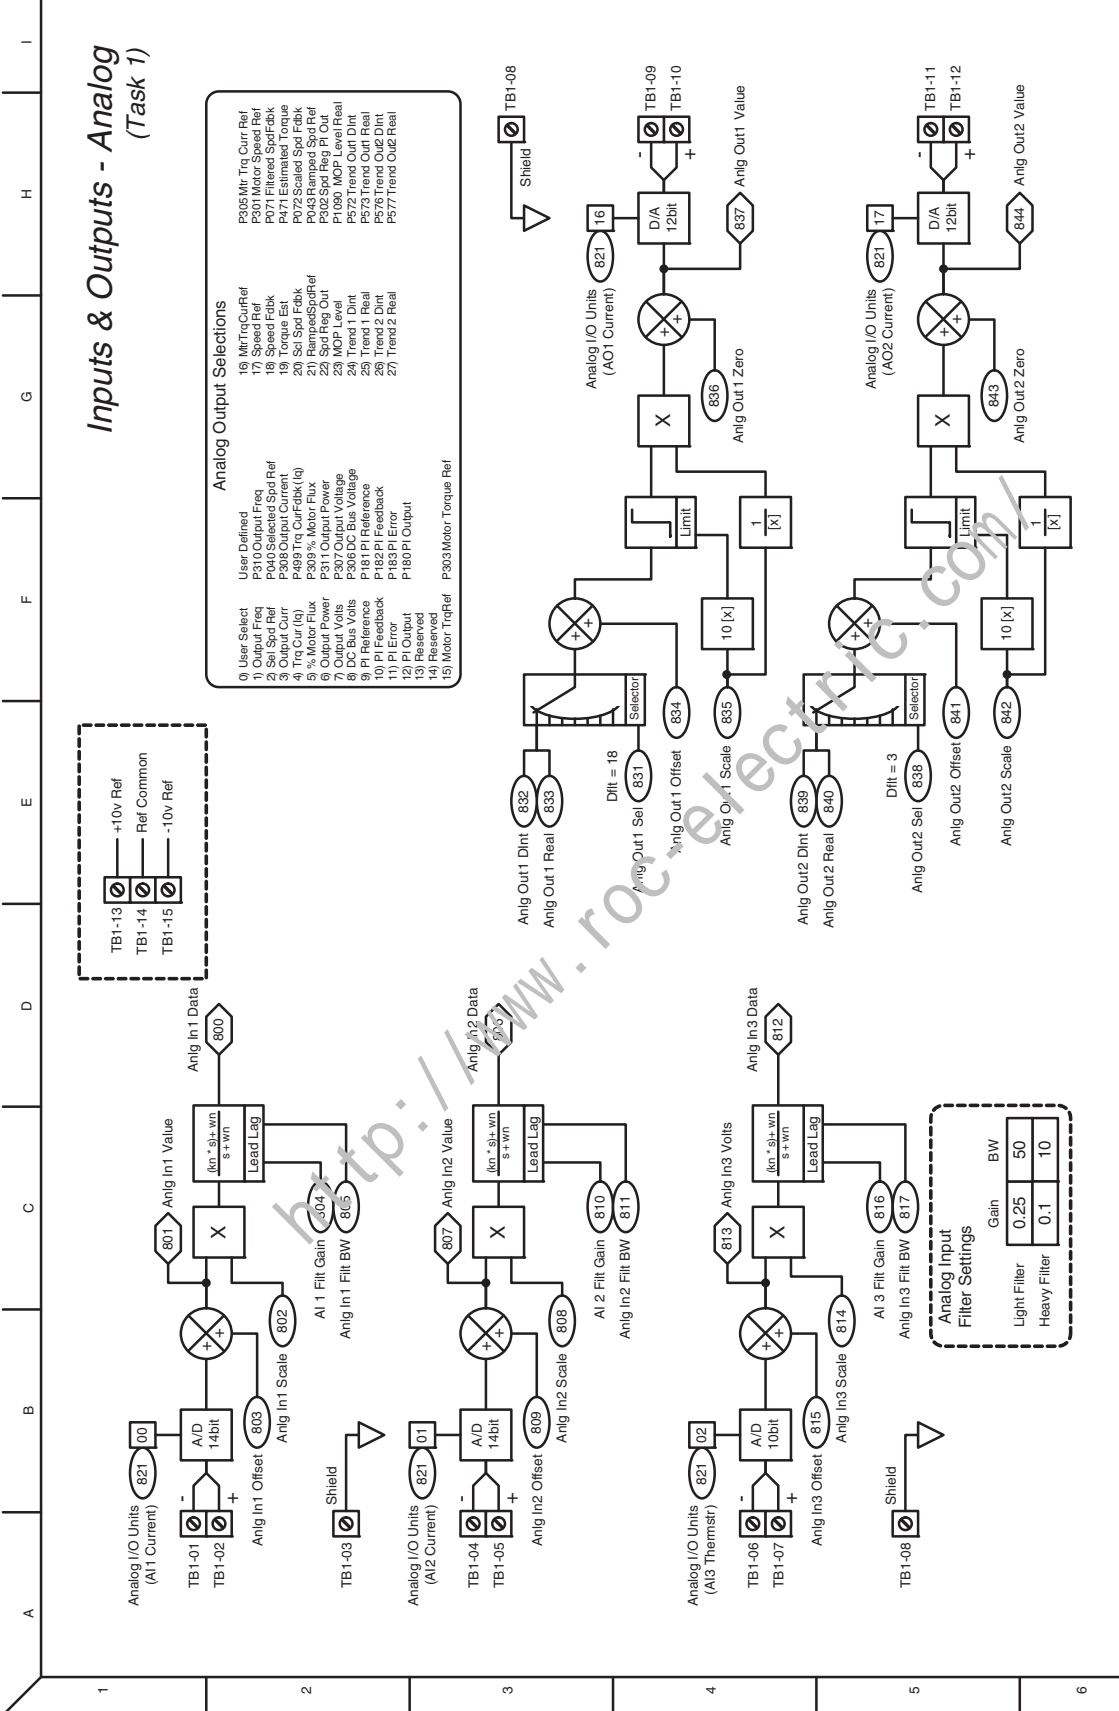 Inputs & Outputs - Analog
(Task 1)
A
B
C
D
E
F
G
H
I
1
2
3
4
5
6
Analog I/O Units
(AI1 Current)
821
00
TB1-01
TB1-02
-
+
A/D
14bit
803
Anlg In1 Offset
802
Anlg In1 Scale
801
Anlg In1 Value
X
(kn * s)+ wn
s + wn
Lead Lag
AI 1 Filt Gain
Anlg In1 Filt BW
800
Anlg In1 Data
TB1-03
Shield
Analog I/O Units
(AI2 Current)
821
01
TB1-04
TB1-05
-
+
A/D
14bit
809
Anlg In2 Offset
808
Anlg In2 Scale
807
Anlg In2 Value
X
(kn * s)+ wn
s + wn
Lead Lag
810
AI 2 Filt Gain
811
Anlg In2 Filt BW
Anlg In2 Data
Analog I/O Units
(AI3 Thermstr)
821
02
TB1-06
TB1-07
-
+
A/D
10bit
815
Anlg In3 Offset
814
Anlg In3 Scale
813
Anlg In3 Volts
X
(kn * s)+ wn
s + wn
Lead Lag
816
AI 3 Filt Gain
817
Anlg In3 Filt BW
812
Anlg In3 Data
TB1-08
Shield
Analog Input
Filter Settings
Gain BW
Light Filter 0.25 50
Heavy Filter 0.1 10
TB1-13 +10v Ref
TB1-14 Ref Common
TB1-15 -10v Ref
Analog Output Selections
0) User Select User Defined
1) Output Freq P310 Output Freq
2) Sel Spd Ref P040 Selected Spd Ref
3) Output Curr P308 Output Current
4) Trq Cur (Iq) P499 Trq CurFdbk (Iq)
5) % Motor Flux P309 % Motor Flux
6) Output Power P311 Output Power
7) Output Volts P307 Output Voltage
8) DC Bus Volts P306 DC Bus Voltage
9) PI Reference P181 PI Reference
10) PI Feedback P182 PI Feedback
11) PI Error P183 PI Error
12) PI Output P180 PI Output
13) Reserved
14) Reserved
15) Motor TrqRef P303 Motor Torque Ref
16) MtrTrqCurRef P305 Mtr Trq Curr Ref
17) Speed Ref P301 Motor Speed Ref
18) Speed Fdbk P071 Filtered SpdFdbk
19) Torque Est P471 Estimated Torque
20) Scl Spd Fdbk P072 Scaled Spd Fdbk
21) RampedSpdRef P043 Ramped Spd Ref
22) Spd Reg Out P302 Spd Reg PI Out
23) MOP Level P1090 MOP Level Real
24) Trend 1 Dint P572 Trend Out1 DInt
25) Trend 1 Real P573 Trend Out1 Real
26) Trend 2 Dint P576 Trend Out2 DInt
27) Trend 2 Real P577 Trend Out2 Real
TB1-08
Shield
832
Anlg Out1 DInt
833
Anlg Out1 Real
Dflt = 18
831
Anlg Out1 Sel
Selector
834
Anlg Out1 Offset
835
Anlg Out1 Scale
10 [x]
Limit
1
[x]
X
836
Anlg Out1 Zero
Analog I/O Units
(AO1 Current)
821
16
D/A
12bit
837
Anlg Out1 Value
-
+
TB1-09
TB1-10
839
Anlg Out2 DInt
840
Anlg Out2 Real
Dflt = 3
838
Anlg Out2 Sel
Selector
841
Anlg Out2 Offset
842
Anlg Out2 Scale
10 [x]
Limit
1
[x]
X
843
Anlg Out2 Zero
Analog I/O Units
(AO2 Current)
821
17
D/A
12bit
844
Anlg Out2 Value
-
+
TB1-11
TB1-12
http://www.roc-electric.com/